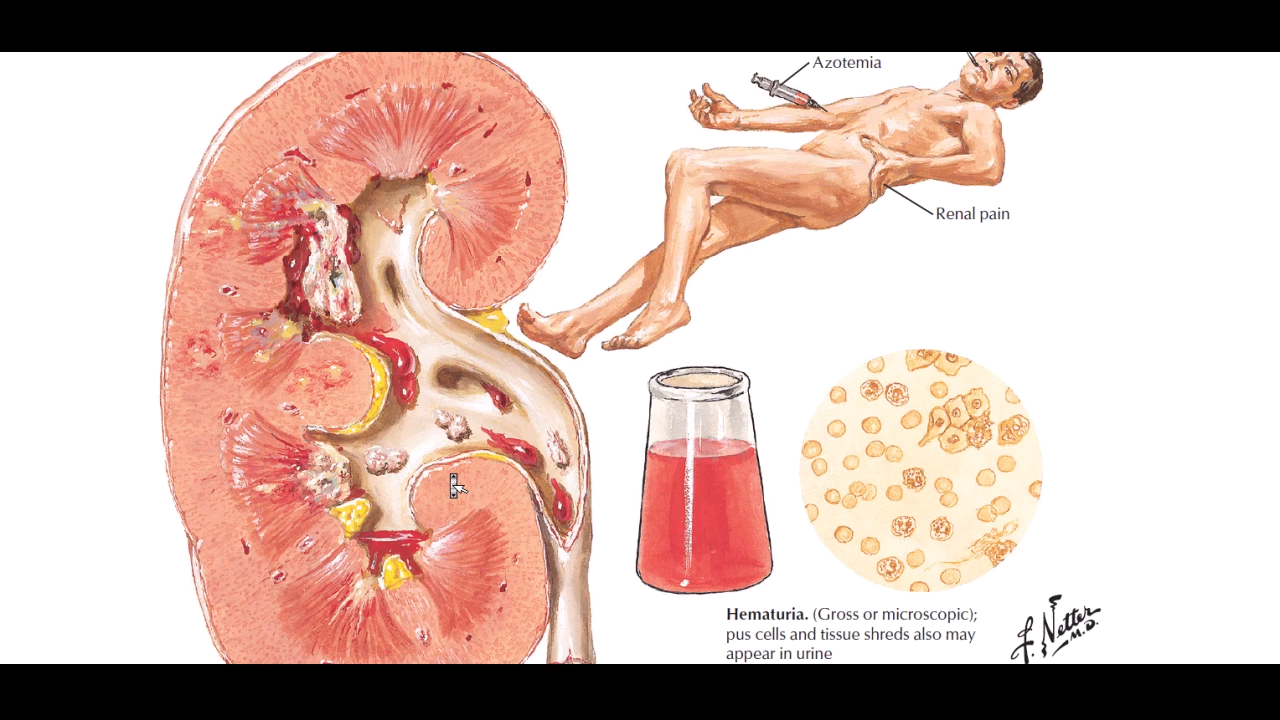 Azotemia
Renal pain
Hematuria. (Gross or microscopic);
pus cells and tissue shreds also may
appear in urine
F. Netter
M.D.